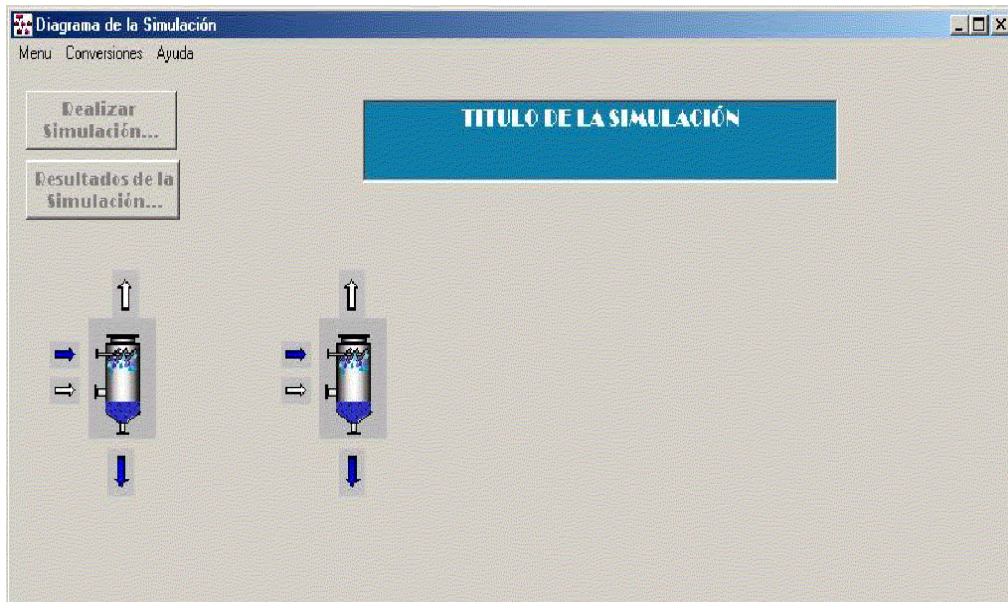 Diagrama de la Simulación
Menu Conversiones Ayuda
Realizar
Simulación...
TITULO DE LA SIMULACIÓN
Resultados de la
Simulación...